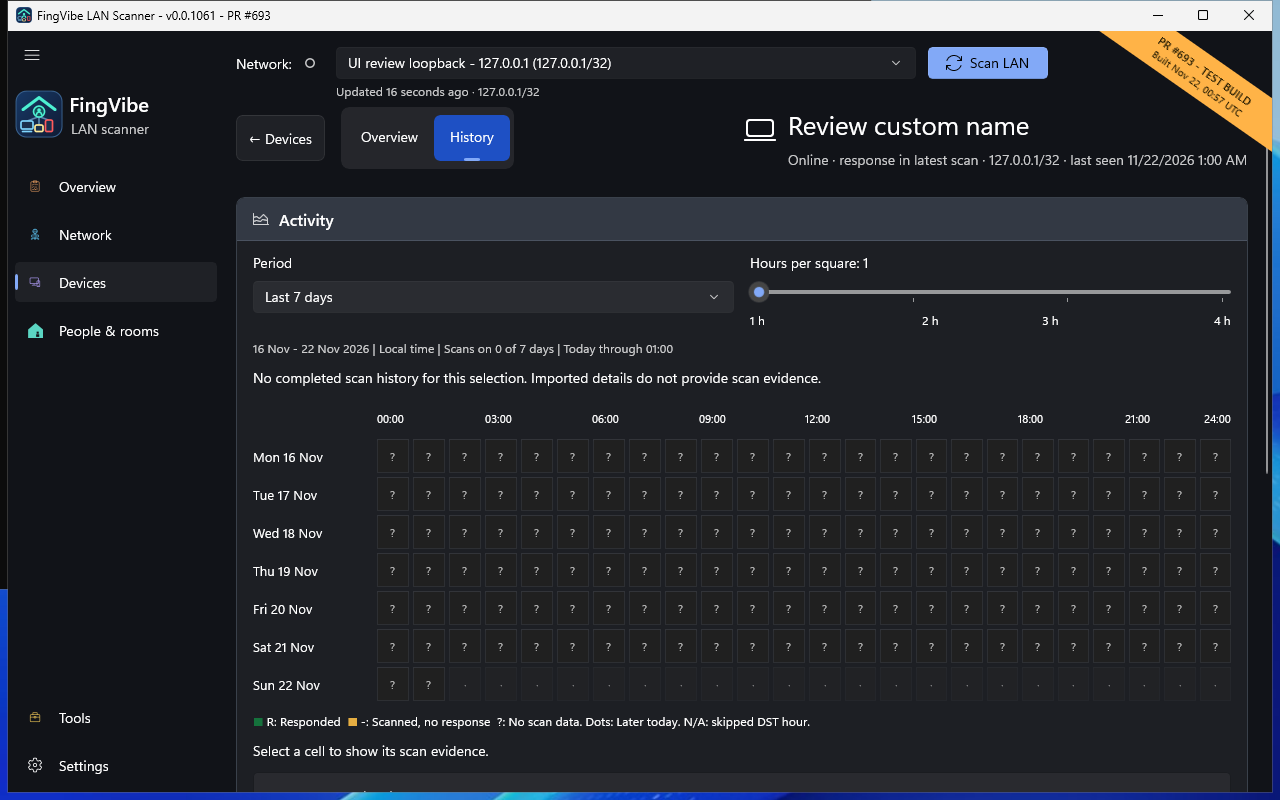 FingVibe LAN Scanner - v0.0.1061 - PR #693
PR #693 - TEST BUILD
Built Nov 22, 00:57 UTC
Network:
UI review loopback - 127.0.0.1 (127.0.0.1/32)
Scan LAN
Updated 16 seconds ago · 127.0.0.1/32
FingVibe
LAN scanner
← Devices
Overview
History
Review custom name
Online · response in latest scan · 127.0.0.1/32 · last seen 11/22/2026 1:00 AM
Overview
Network
Devices
People & rooms
Tools
Settings
Activity
Period
Hours per square: 1
Last 7 days
1 h 2 h 3 h 4 h
16 Nov - 22 Nov 2026 | Local time | Scans on 0 of 7 days | Today through 01:00
No completed scan history for this selection. Imported details do not provide scan evidence.
00:00 03:00 06:00 09:00 12:00 15:00 18:00 21:00 24:00
Mon 16 Nov ? ? ? ? ? ? ? ? ? ? ? ? ? ? ? ? ? ? ? ? ? ? ? ?
Tue 17 Nov ? ? ? ? ? ? ? ? ? ? ? ? ? ? ? ? ? ? ? ? ? ? ? ?
Wed 18 Nov ? ? ? ? ? ? ? ? ? ? ? ? ? ? ? ? ? ? ? ? ? ? ? ?
Thu 19 Nov ? ? ? ? ? ? ? ? ? ? ? ? ? ? ? ? ? ? ? ? ? ? ? ?
Fri 20 Nov ? ? ? ? ? ? ? ? ? ? ? ? ? ? ? ? ? ? ? ? ? ? ? ?
Sat 21 Nov ? ? ? ? ? ? ? ? ? ? ? ? ? ? ? ? ? ? ? ? ? ? ? ?
Sun 22 Nov ? ? · · · · · · · · · · · · · · · · · · · · · ·
R: Responded -: Scanned, no response ?: No scan data. Dots: Later today. N/A: skipped DST hour.
Select a cell to show its scan evidence.